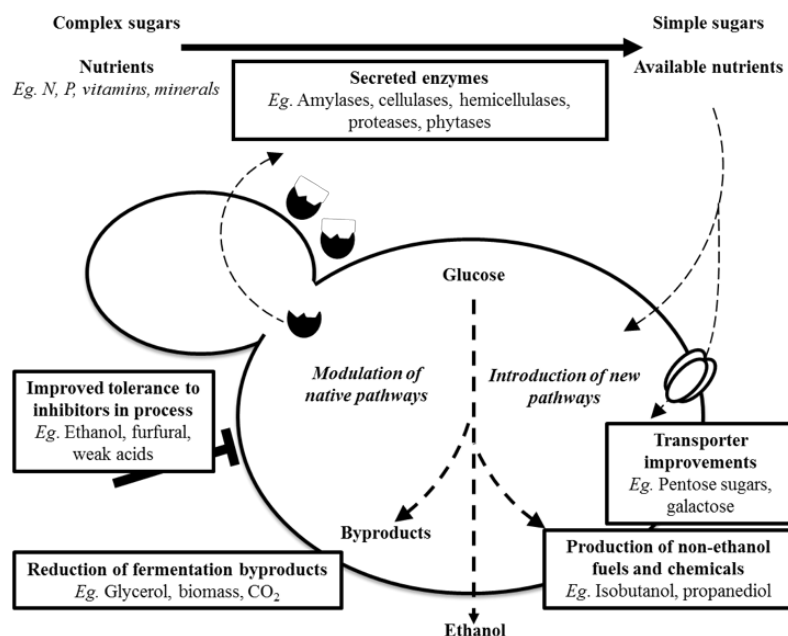 Complex sugars
Simple sugars
Nutrients
Eg. N, P, vitamins, minerals
Secreted enzymes
Eg. Amylases, cellulases, hemicellulases,
proteases, phytases
Available nutrients
Glucose
Modulation of
native pathways
Introduction of new
pathways
Improved tolerance to
inhibitors in process
Eg. Ethanol, furfural,
weak acids
Transporter
improvements
Eg. Pentose sugars,
galactose
Byproducts
Reduction of fermentation byproducts
Eg. Glycerol, biomass, CO₂
Production of non-ethanol
fuels and chemicals
Eg. Isobutanol, propanediol
Ethanol